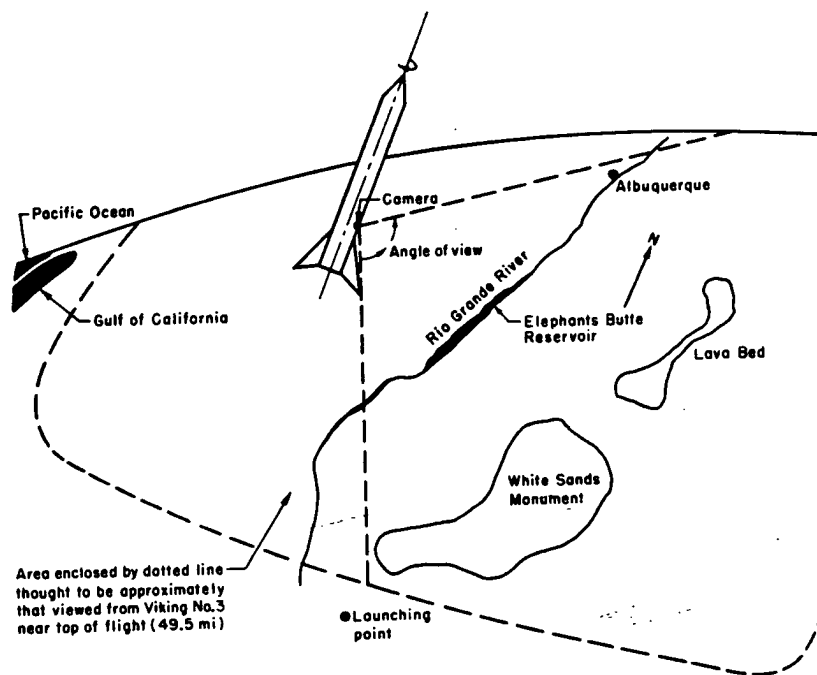 Camera
Albuquerque
Pacific Ocean
Angle of view
N
Gulf of California
Rio Grande River
Elephants Butte
Reservoir
Lava Bed
White Sands
Monument
Area enclosed by dotted line
thought to be approximately
that viewed from Viking No.3
near top of flight (49.5 mi)
Launching
point